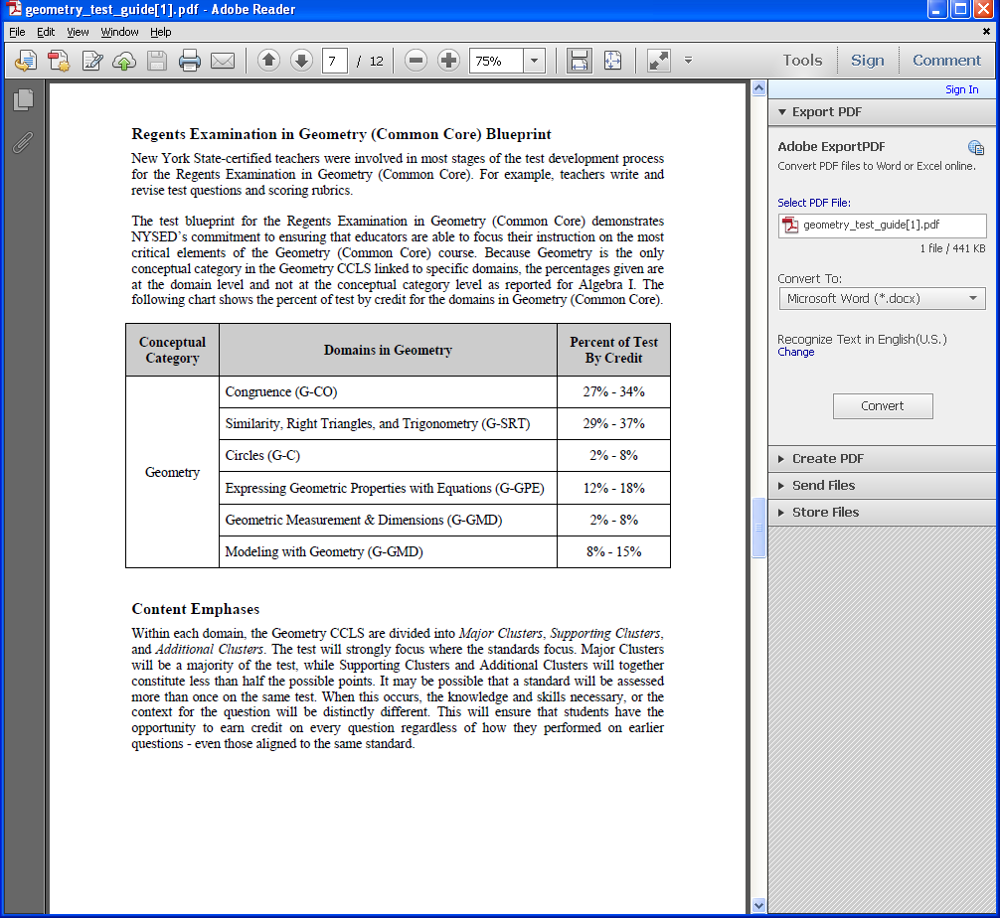 geometry_test_guide[1].pdf - Adobe Reader
File Edit View Window Help
7 / 12 75% Tools Sign Comment
Sign In
Export PDF
Adobe ExportPDF
Convert PDF files to Word or Excel online.
Select PDF File:
geometry_test_guide[1].pdf
1 file / 441 KB
Convert To:
Microsoft Word (*.docx)
Recognize Text in English(U.S.)
Change
Convert
Create PDF
Send Files
Store Files
Regents Examination in Geometry (Common Core) Blueprint
New York State-certified teachers were involved in most stages of the test development process
for the Regents Examination in Geometry (Common Core). For example, teachers write and
revise test questions and scoring rubrics.
The test blueprint for the Regents Examination in Geometry (Common Core) demonstrates
NYSED's commitment to ensuring that educators are able to focus their instruction on the most
critical elements of the Geometry (Common Core) course. Because Geometry is the only
conceptual category in the Geometry CCLS linked to specific domains, the percentages given are
at the domain level and not at the conceptual category level as reported for Algebra I. The
following chart shows the percent of test by credit for the domains in Geometry (Common Core).
Conceptual Category Domains in Geometry Percent of Test By Credit
Geometry
Congruence (G-CO) 27% - 34%
Similarity, Right Triangles, and Trigonometry (G-SRT) 29% - 37%
Circles (G-C) 2% - 8%
Expressing Geometric Properties with Equations (G-GPE) 12% - 18%
Geometric Measurement & Dimensions (G-GMD) 2% - 8%
Modeling with Geometry (G-GMD) 8% - 15%
Content Emphases
Within each domain, the Geometry CCLS are divided into Major Clusters, Supporting Clusters,
and Additional Clusters. The test will strongly focus where the standards focus. Major Clusters
will be a majority of the test, while Supporting Clusters and Additional Clusters will together
constitute less than half the possible points. It may be possible that a standard will be assessed
more than once on the same test. When this occurs, the knowledge and skills necessary, or the
context for the question will be distinctly different. This will ensure that students have the
opportunity to earn credit on every question regardless of how they performed on earlier
questions - even those aligned to the same standard.